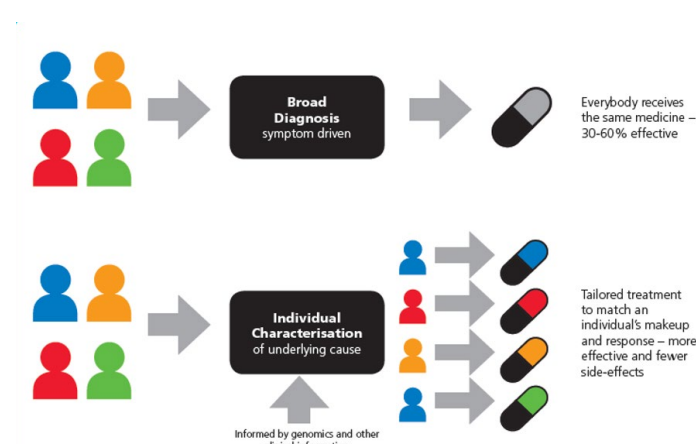 Broad
Diagnosis
symptom driven
Everybody receives
the same medicine –
30-60% effective
Individual
Characterisation
of underlying cause
Tailored treatment
to match an
individual's makeup
and response – more
effective and fewer
side-effects
Informed by genomics and other